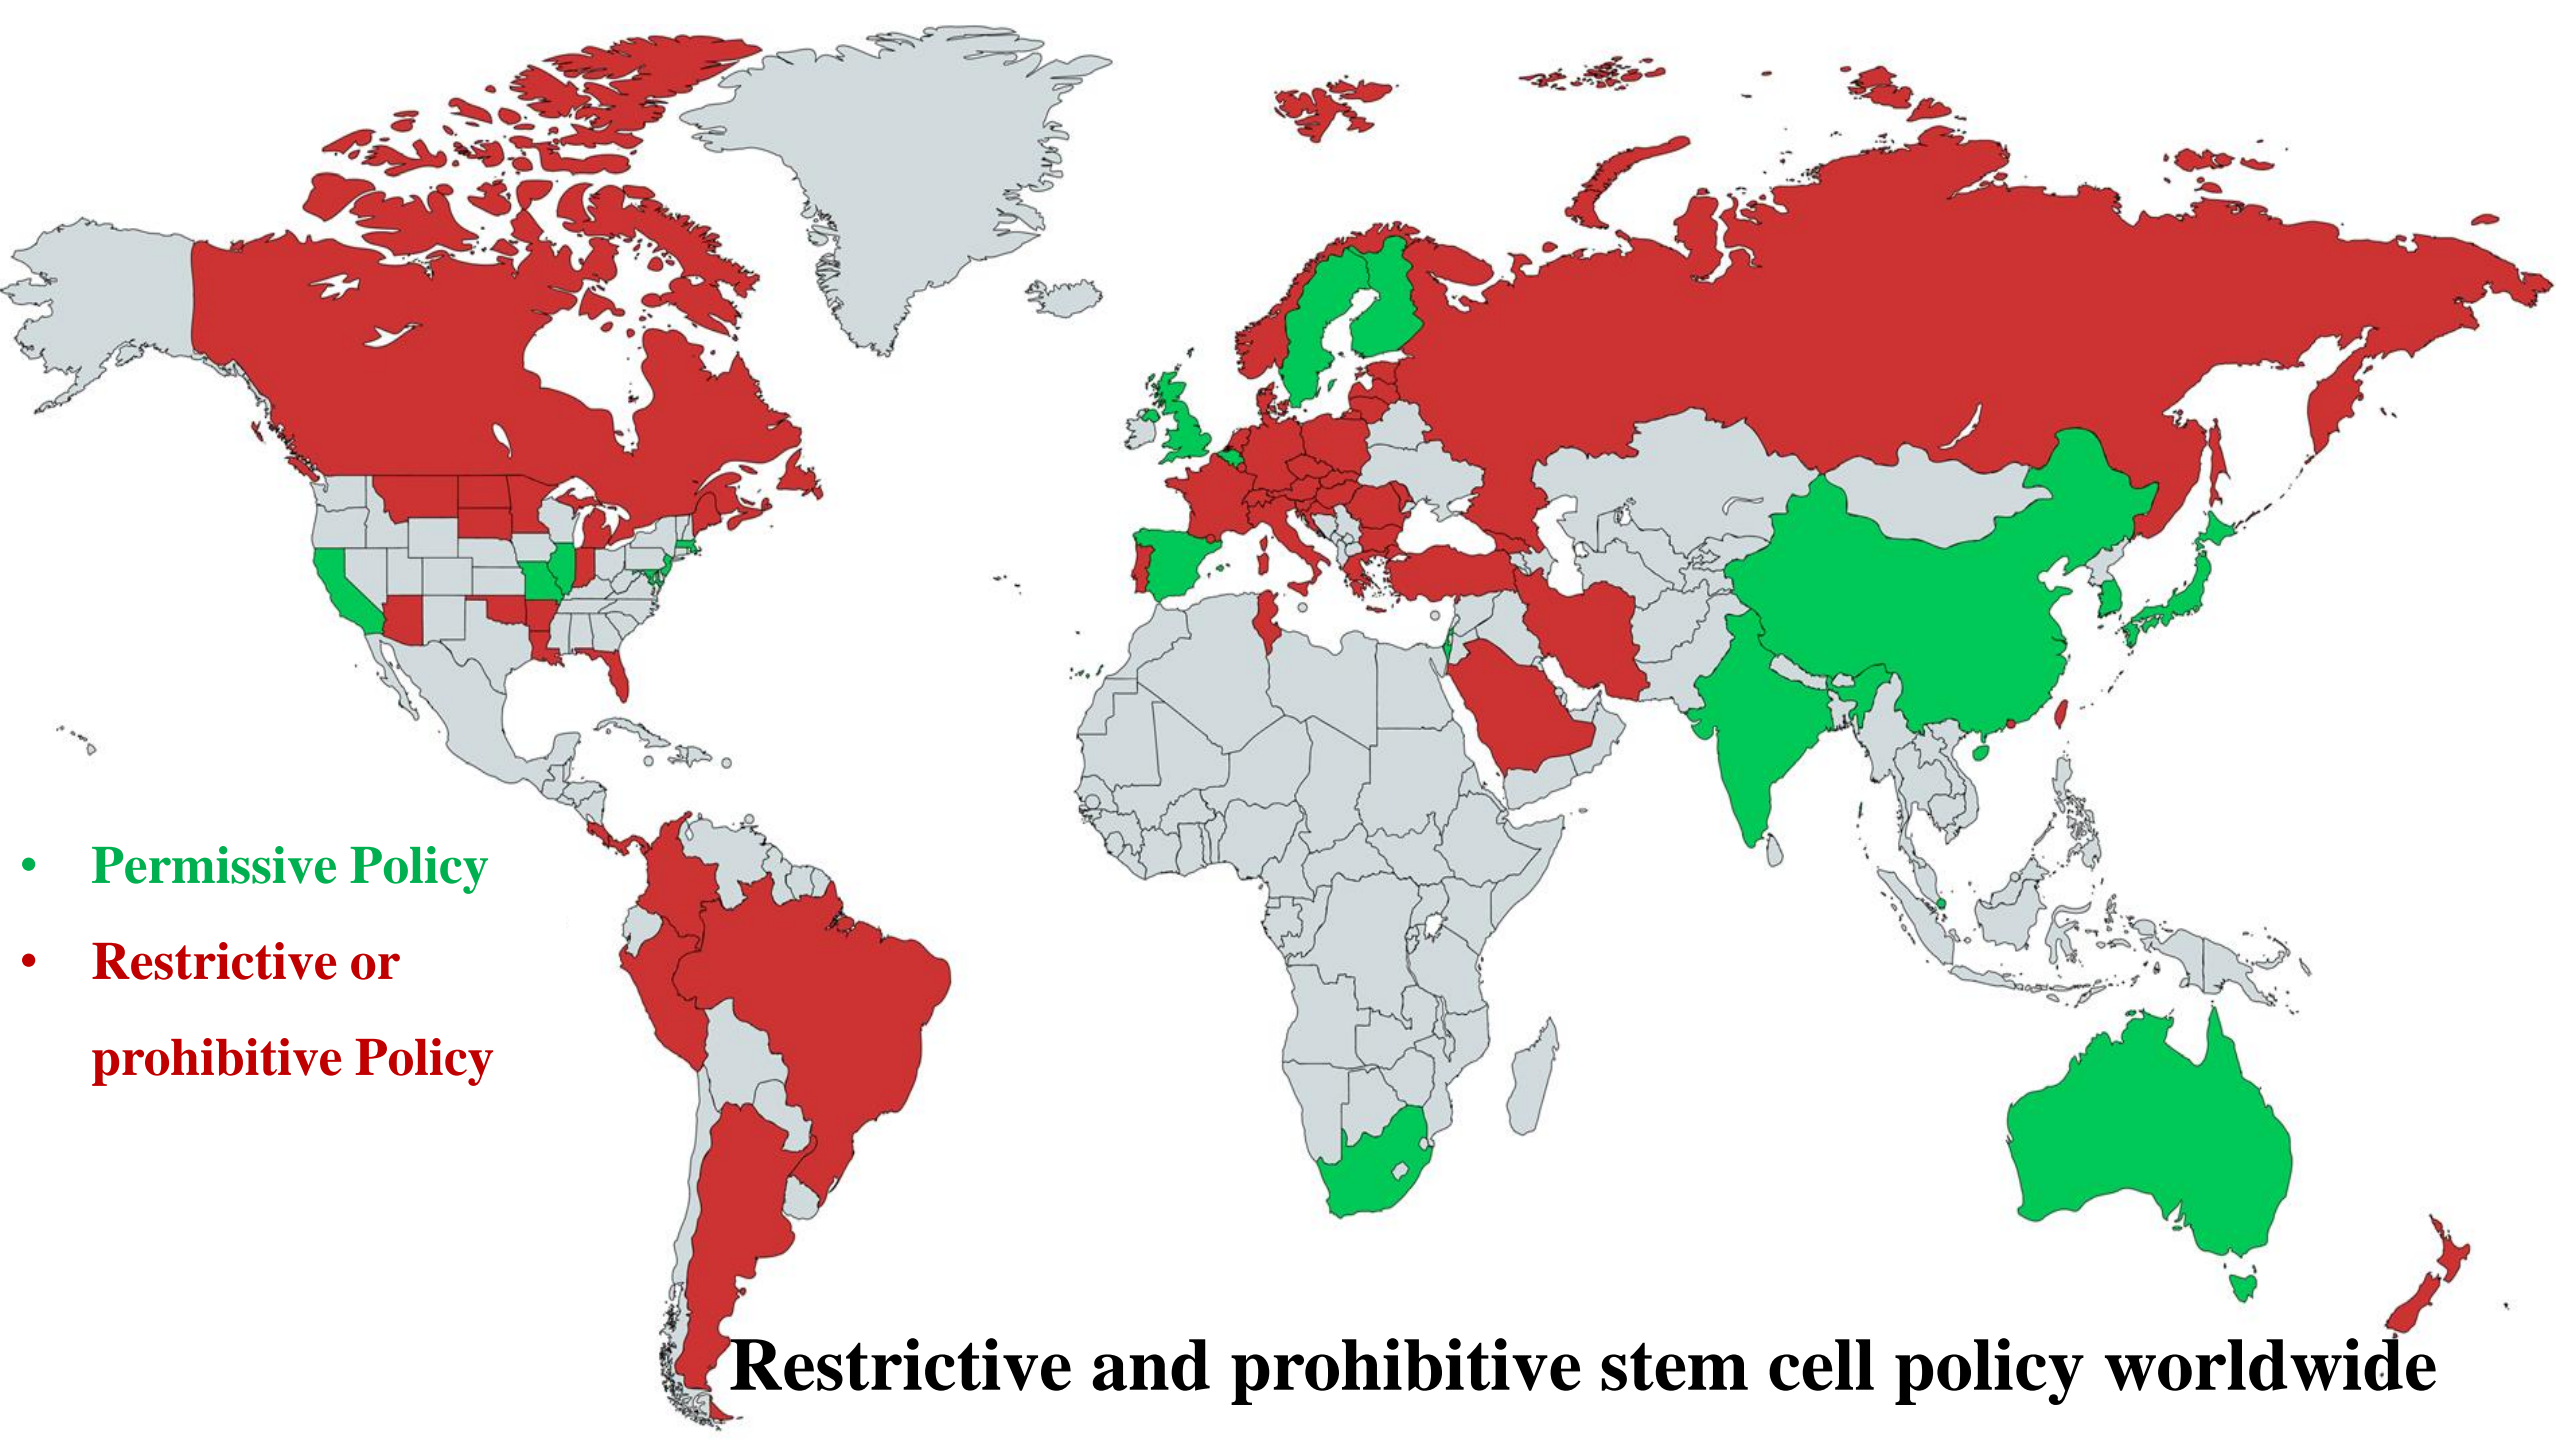 • Permissive Policy
• Restrictive or
prohibitive Policy
Restrictive and prohibitive stem cell policy worldwide